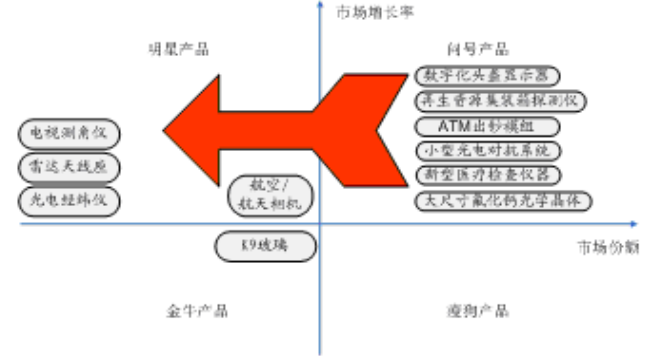 市场增长率
明星产品
问号产品
数字化头盔显示器
再生音源集装箱探测仪
ATM出钞模组
小型光电对抗系统
新型医疗检查仪器
大尺寸氟化钙光学晶体
电视测角仪
雷达天线座
光电经纬仪
航空/
航天相机
K9玻璃
市场份额
金牛产品
瘦狗产品